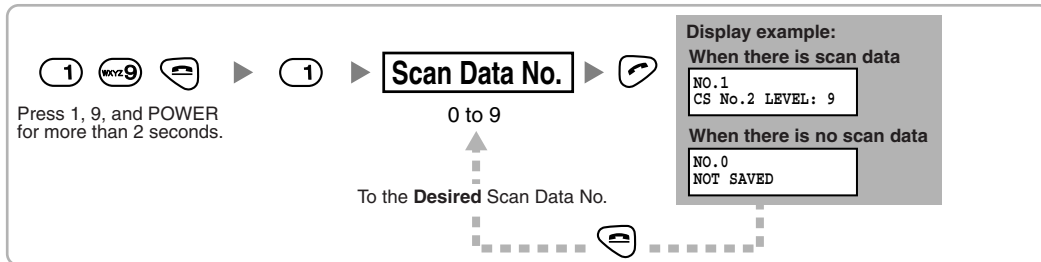 1 wxyz9 1 Scan Data No.
Press 1, 9, and POWER
for more than 2 seconds.
0 to 9
To the Desired Scan Data No.
Display example:
When there is scan data
NO.1
CS No.2 LEVEL: 9
When there is no scan data
NO.0
NOT SAVED